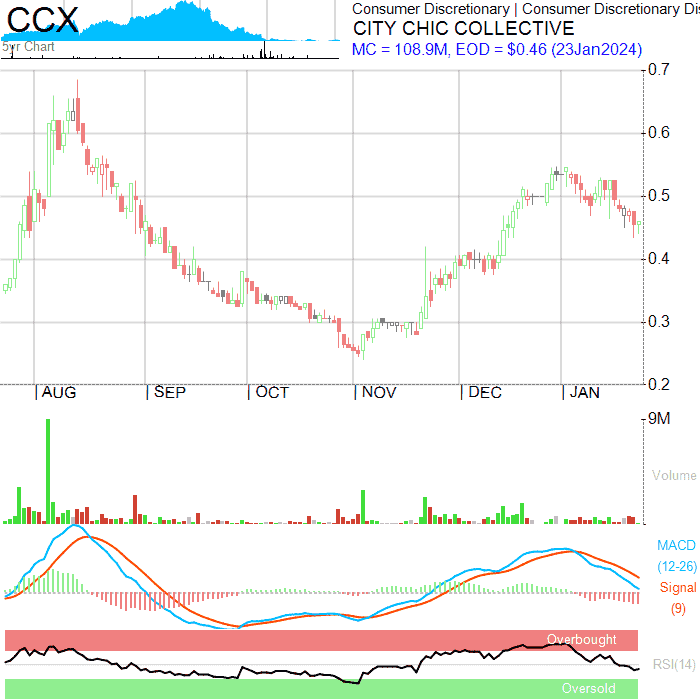 CCX
5yr Chart
Consumer Discretionary | Consumer Discretionary Dis
CITY CHIC COLLECTIVE
MC = 108.9M, EOD = $0.46 (23Jan2024)
0.7
0.6
0.5
0.4
0.3
0.2
|AUG |SEP |OCT |NOV |DEC |JAN
9M
Volume
MACD
(12-26)
Signal
(9)
Overbought
RSI(14)
Oversold